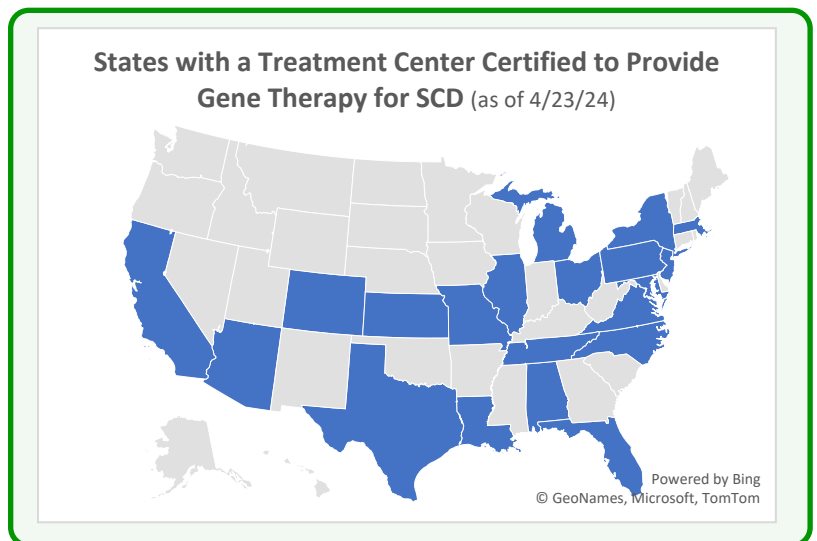 States with a Treatment Center Certified to Provide
Gene Therapy for SCD (as of 4/23/24)
Powered by Bing
© GeoNames, Microsoft, TomTom